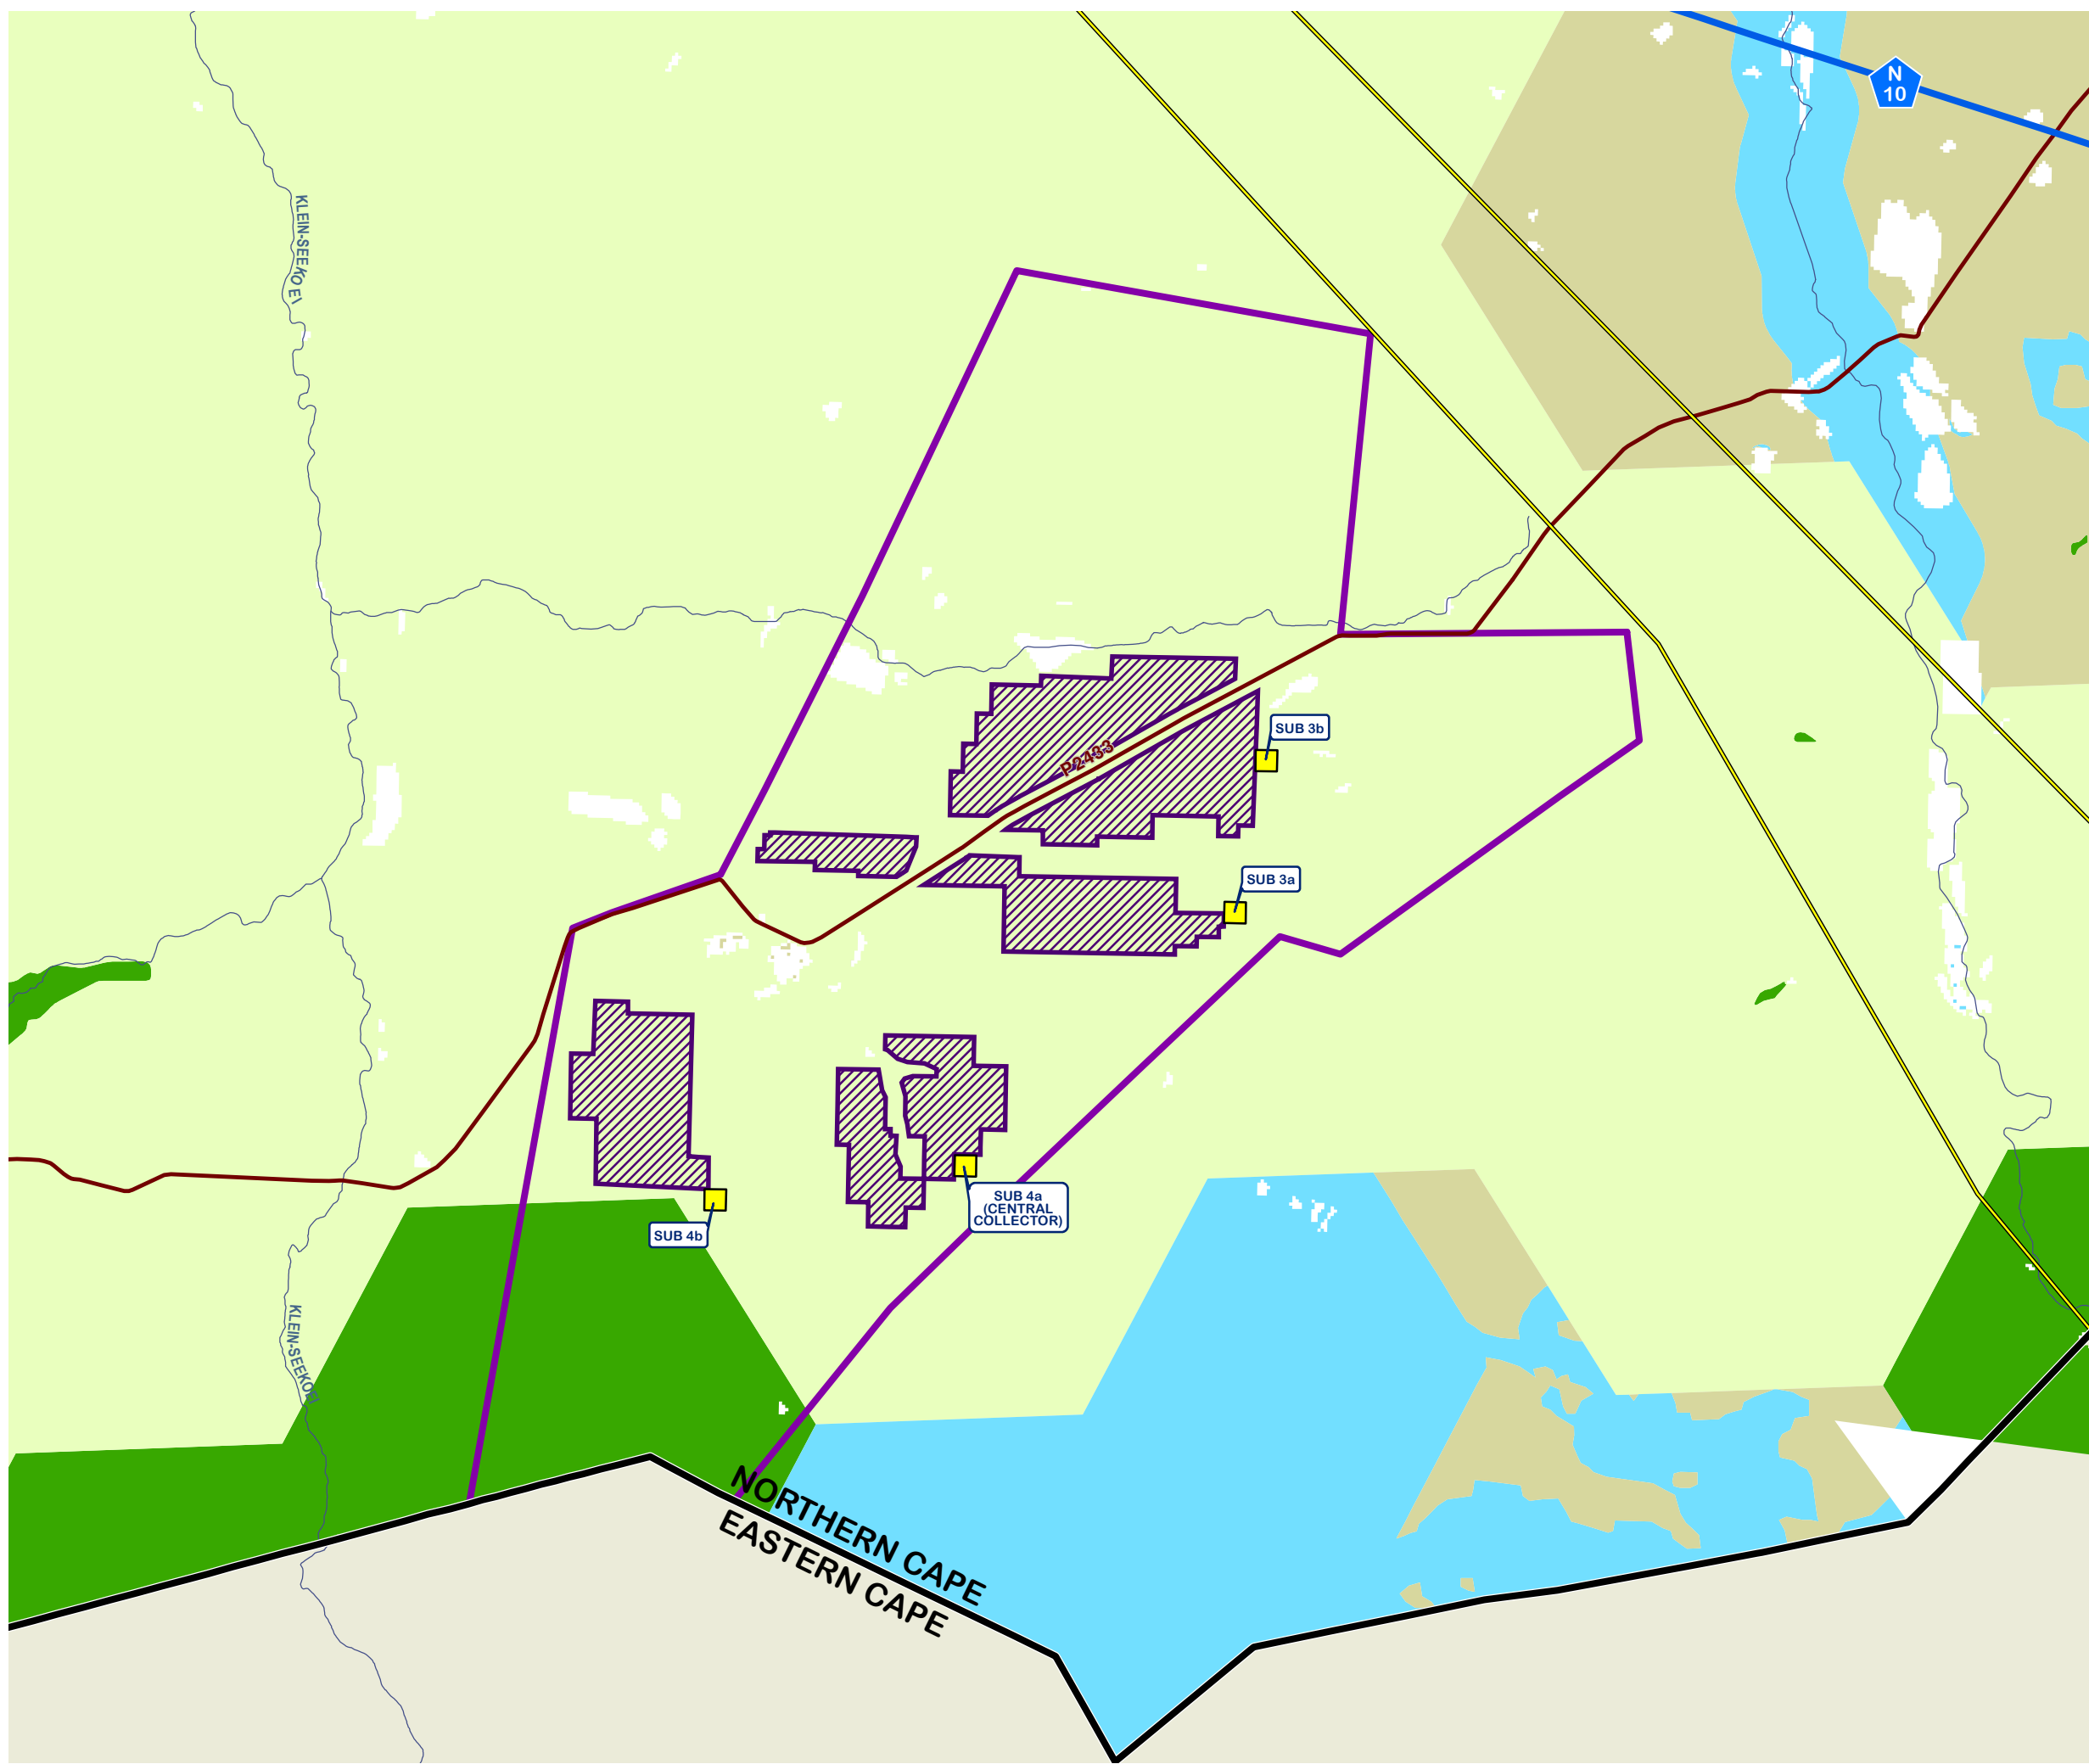 N
10
KLEIN-SEEKOEI
SUB 3b
P2433
SUB 3a
SUB 4a
(CENTRAL
COLLECTOR)
SUB 4b
KLEIN-SEEKOEI
NORTHERN CAPE
EASTERN CAPE